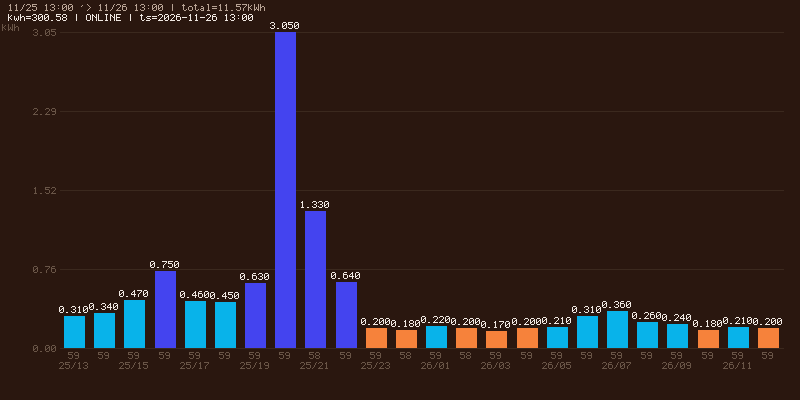 11/25 13:00 -> 11/26 13:00 | total=11.57kWh
Kwh=300.58 | ONLINE | ts=2026-11-26 13:00
kWh
3.05
2.29
1.52
0.76
0.00
0.310 0.340 0.470 0.750 0.460 0.450 0.630 3.050 1.330 0.640 0.200 0.180 0.220 0.200 0.170 0.200 0.210 0.310 0.360 0.260 0.240 0.180 0.210 0.200
59 59 59 59 59 59 59 59 58 59 59 58 59 58 59 59 59 59 59 59 59 59 59 59
25/13 25/15 25/17 25/19 25/21 25/23 26/01 26/03 26/05 26/07 26/09 26/11